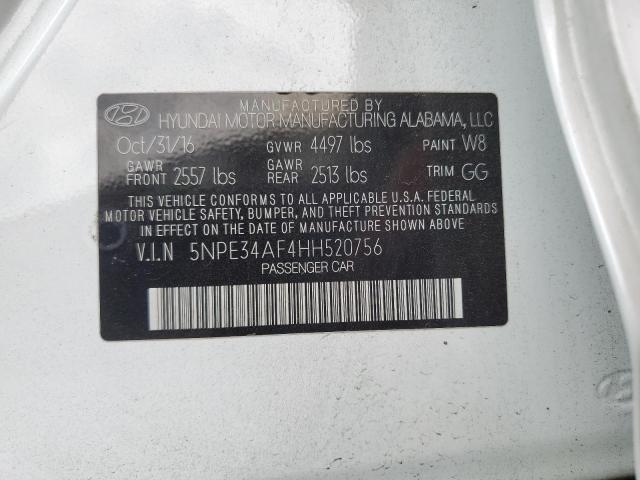 MANUFACTURED BY
HYUNDAI MOTOR MANUFACTURING ALABAMA, LLC
Oct/31/16 GVWR 4497 lbs PAINT W8
GAWR FRONT 2557 lbs GAWR REAR 2513 lbs TRIM GG
THIS VEHICLE CONFORMS TO ALL APPLICABLE U.S.A. FEDERAL
MOTOR VEHICLE SAFETY, BUMPER, AND THEFT PREVENTION STANDARDS IN
EFFECT ON THE DATE OF MANUFACTURE SHOWN ABOVE.
V.I.N 5NPE34AF4HH520756
PASSENGER CAR